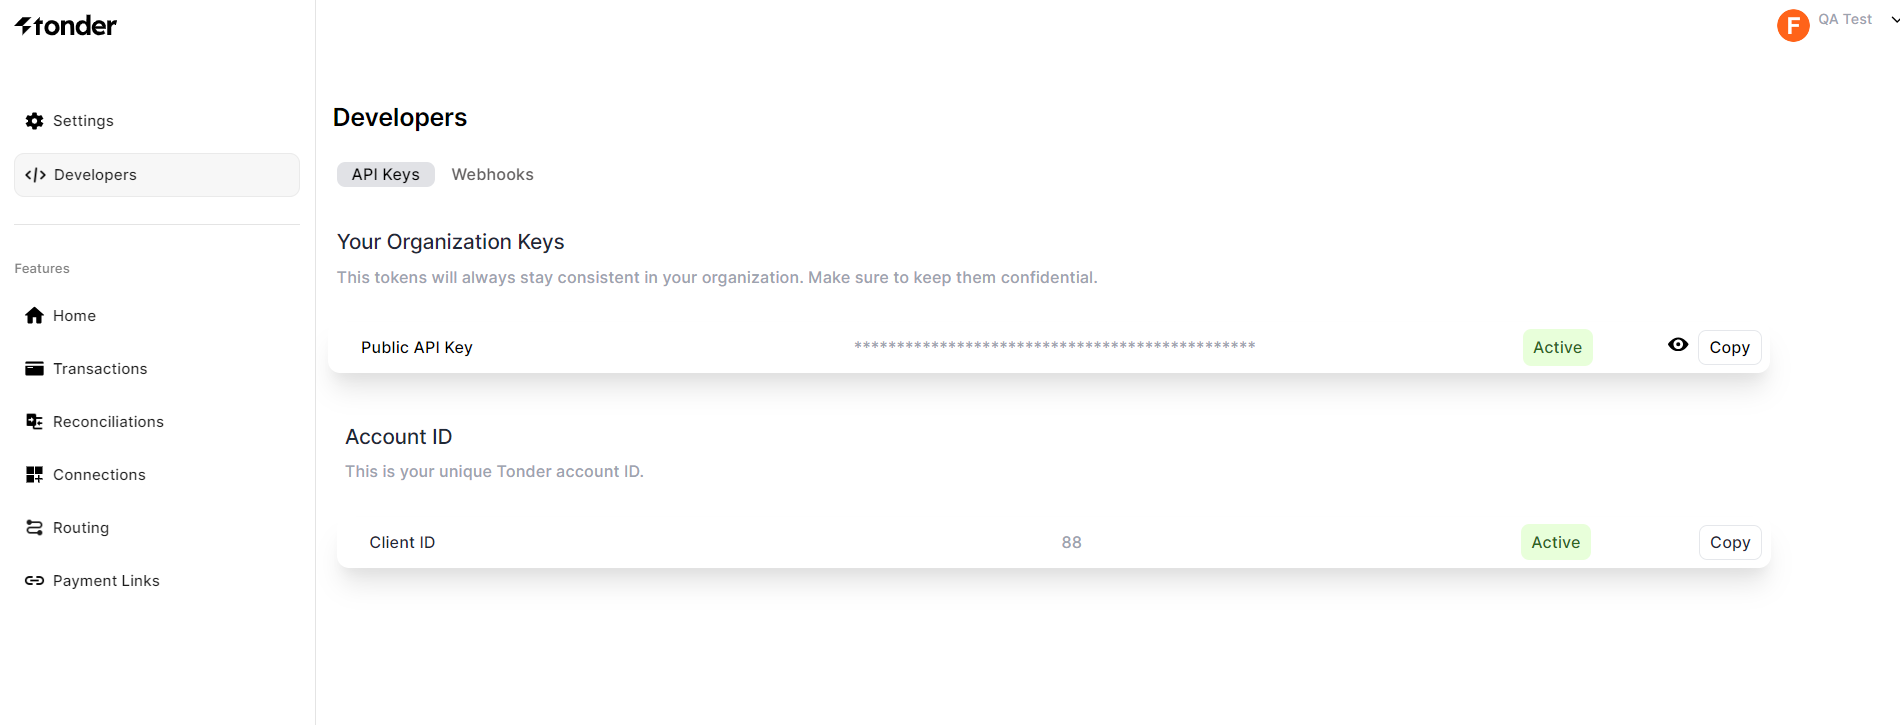 tonder
QA Test
Settings
Developers
Features
Home
Transactions
Reconciliations
Connections
Routing
Payment Links
Developers
API Keys Webhooks
Your Organization Keys
This tokens will always stay consistent in your organization. Make sure to keep them confidential.
Public API Key *********************************************** Active Copy
Account ID
This is your unique Tonder account ID.
Client ID 88 Active Copy
F